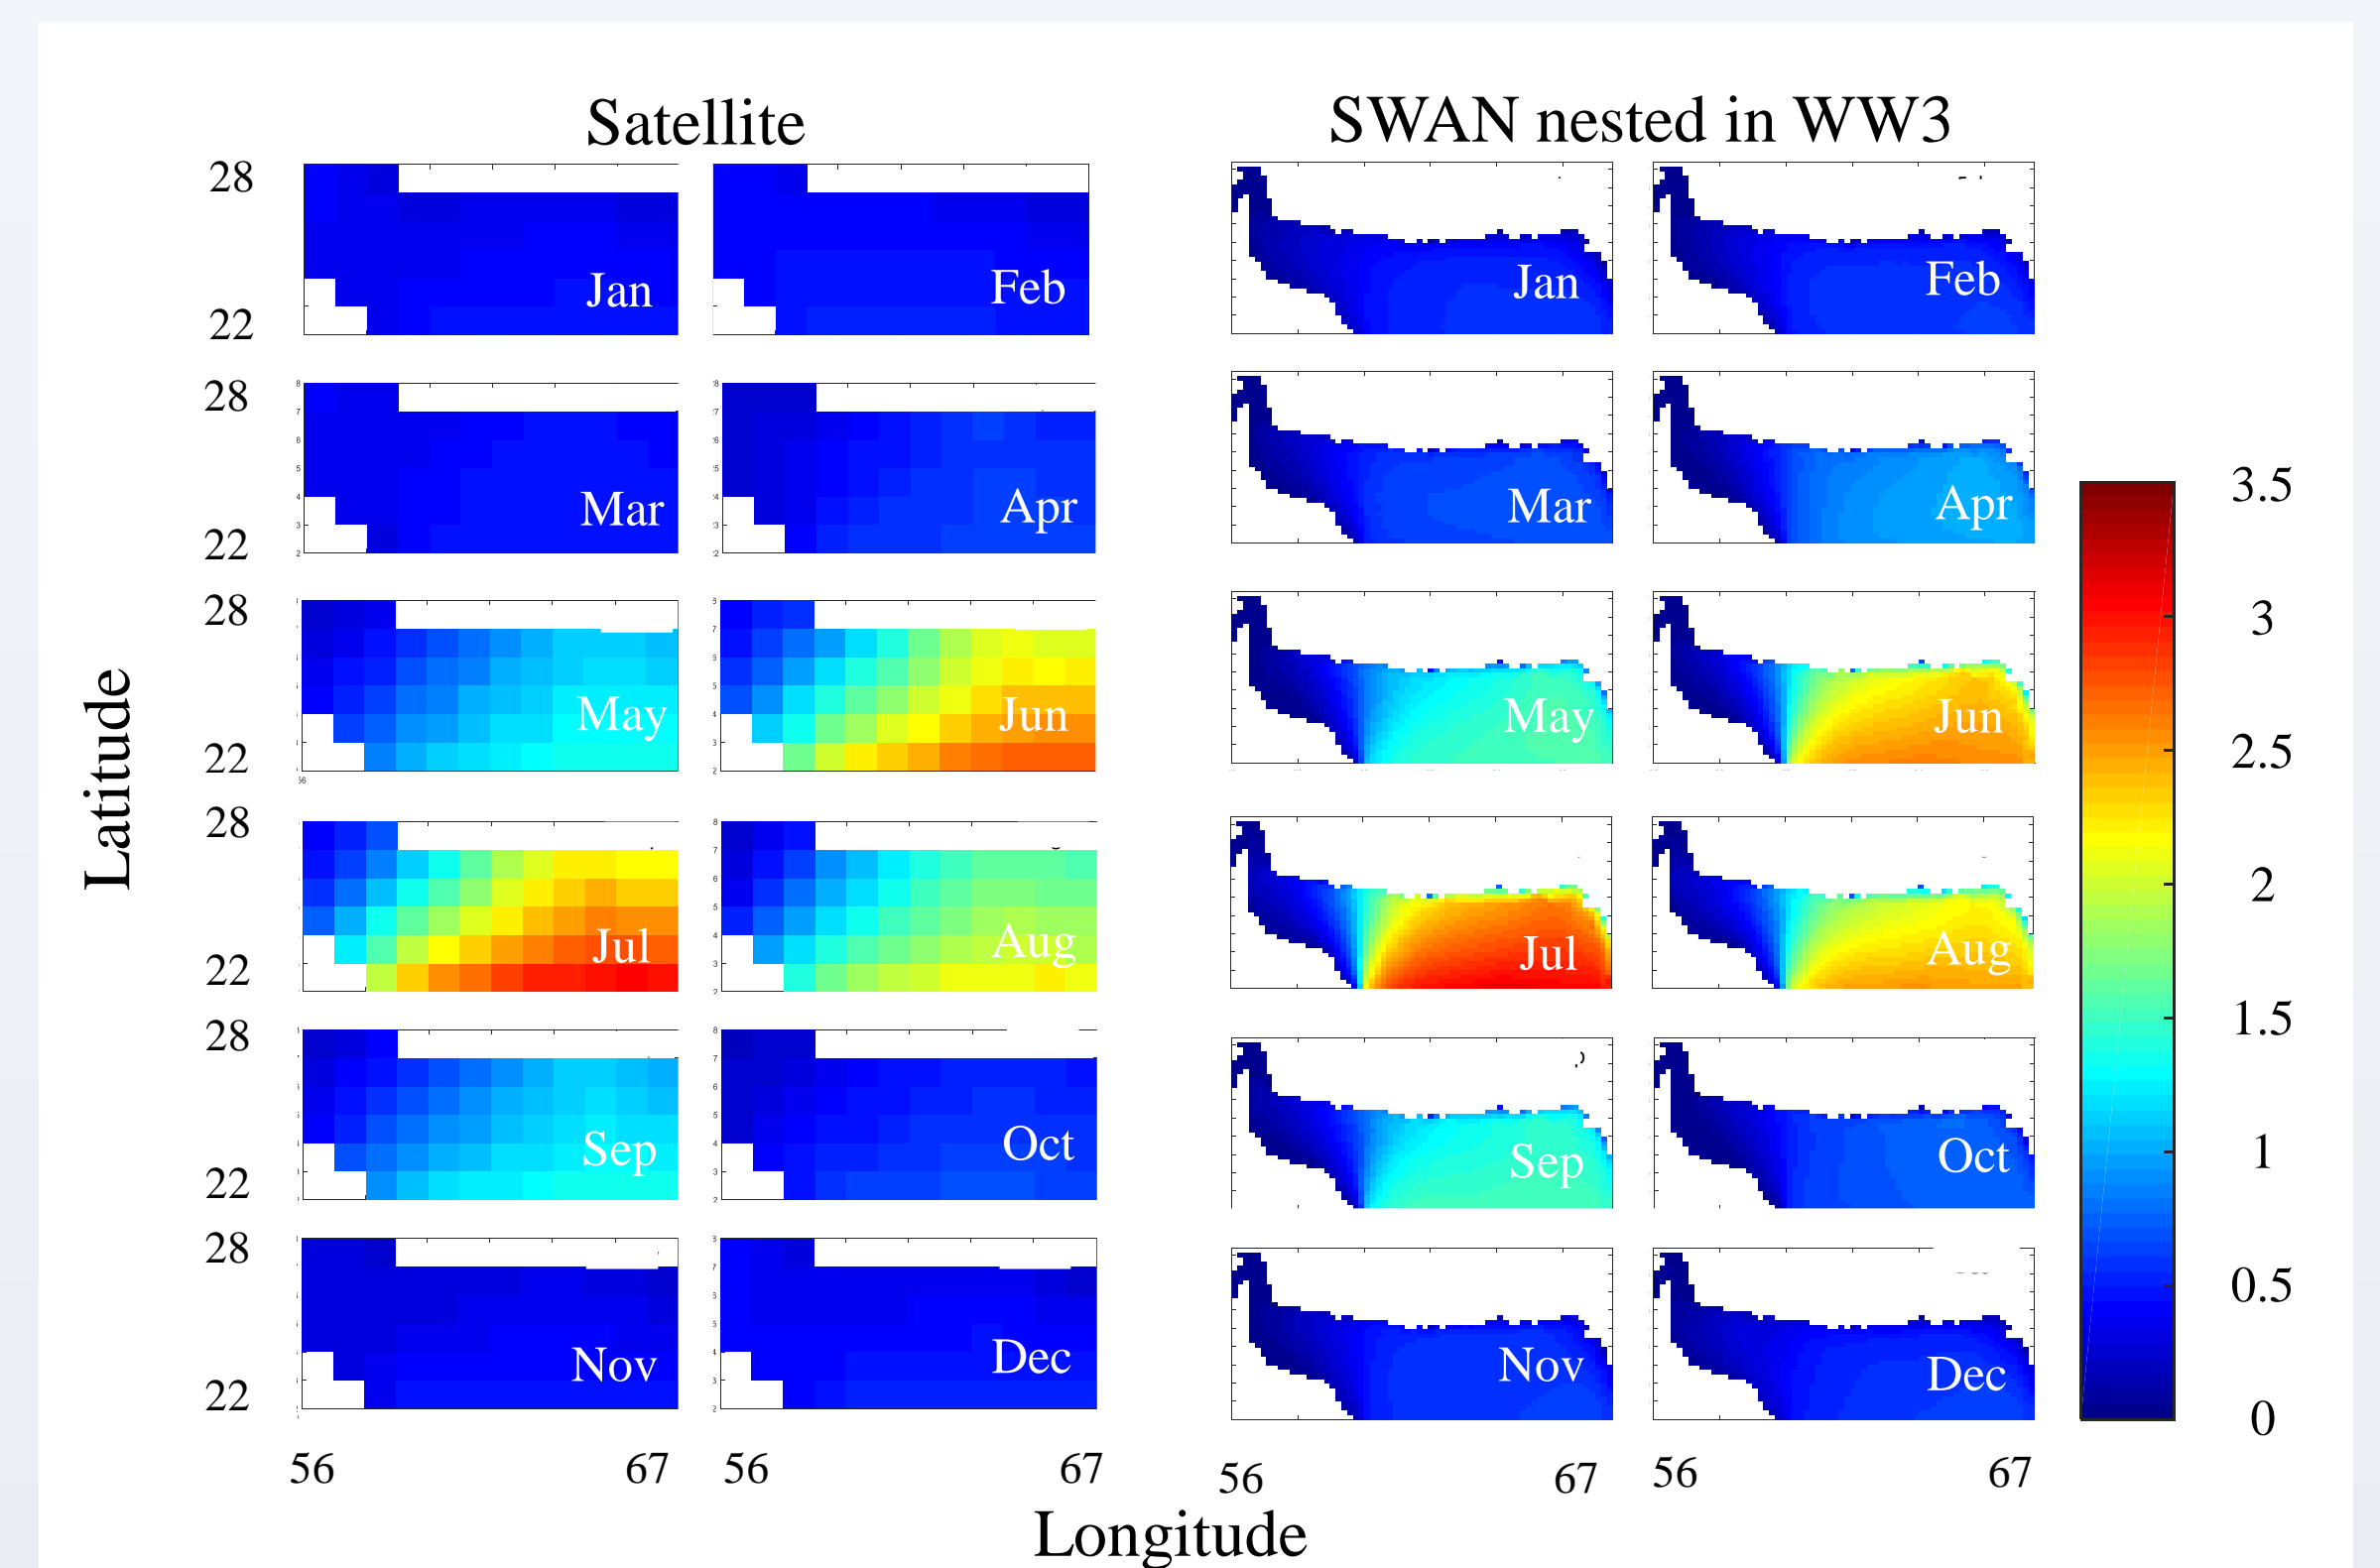 Satellite
SWAN nested in WW3
28
22
Jan
Feb
Jan
Feb
28
22
Mar
Apr
Mar
Apr
28
22
May
Jun
May
Jun
28
22
Jul
Aug
Jul
Aug
28
22
Sep
Oct
Sep
Oct
28
22
Nov
Dec
Nov
Dec
56
67
56
67
56
67
56
67
Latitude
Longitude
3.5
3
2.5
2
1.5
1
0.5
0